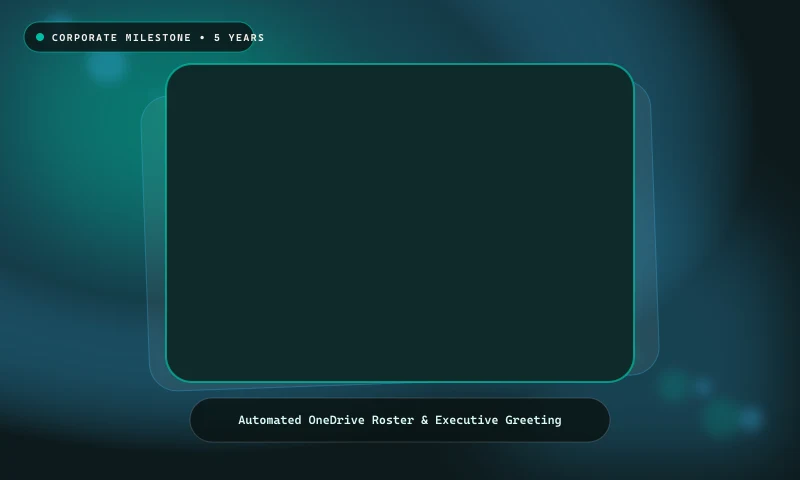 CORPORATE MILESTONE • 5 YEARS
Automated OneDrive Roster & Executive Greeting